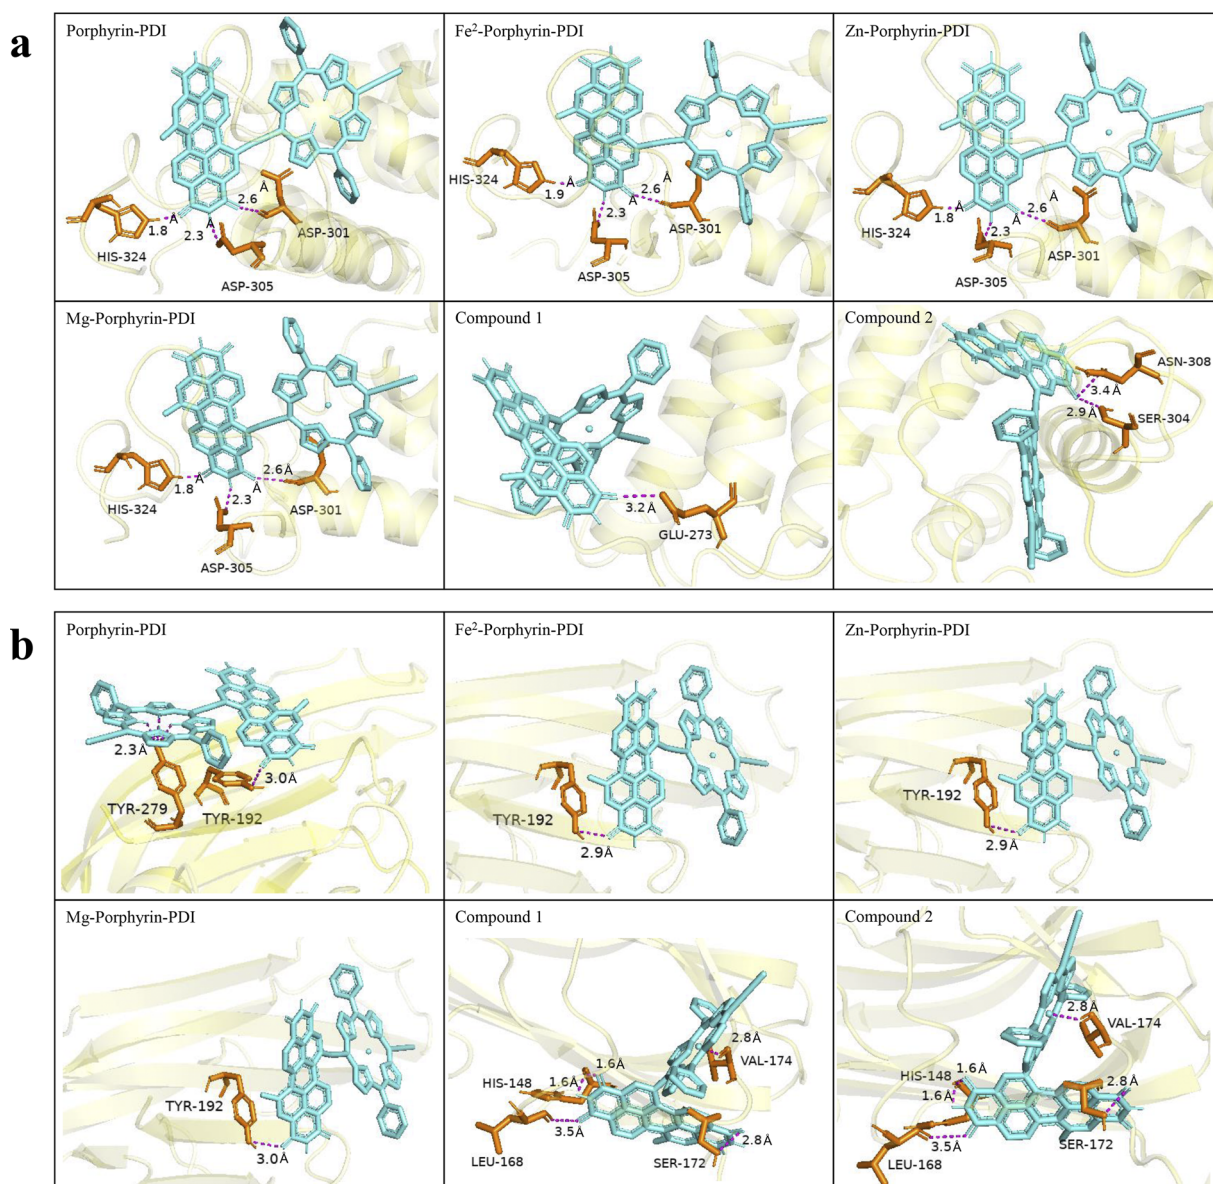 a
Porphyrin-PDI
Å
2.6
Å
Å
1.8
2.3
HIS-324
ASP-301
ASP-305
Fe²-Porphyrin-PDI
HIS-324
Å
1.9
2.6
Å
2.3
Å
ASP-301
ASP-305
Zn-Porphyrin-PDI
2.6
Å
Å
Å
1.8
2.3
HIS-324
ASP-301
ASP-305
Mg-Porphyrin-PDI
2.6Å
Å
1.8
2.3
Å
HIS-324
ASP-301
ASP-305
Compound 1
3.2
Å
GLU-273
Compound 2
ASN-308
3.4
Å
2.9Å
SER-304
b
Porphyrin-PDI
2.3Å
3.0Å
TYR-279
TYR-192
Fe²-Porphyrin-PDI
TYR-192
2.9Å
Zn-Porphyrin-PDI
TYR-192
2.9Å
Mg-Porphyrin-PDI
TYR-192
3.0Å
Compound 1
2.8Å
VAL-174
1.6Å
HIS-148
1.6Å
3.5Å
LEU-168
SER-172
2.8Å
Compound 2
2.8Å
VAL-174
1.6Å
HIS-148
1.6Å
2.8Å
3.5Å
SER-172
LEU-168